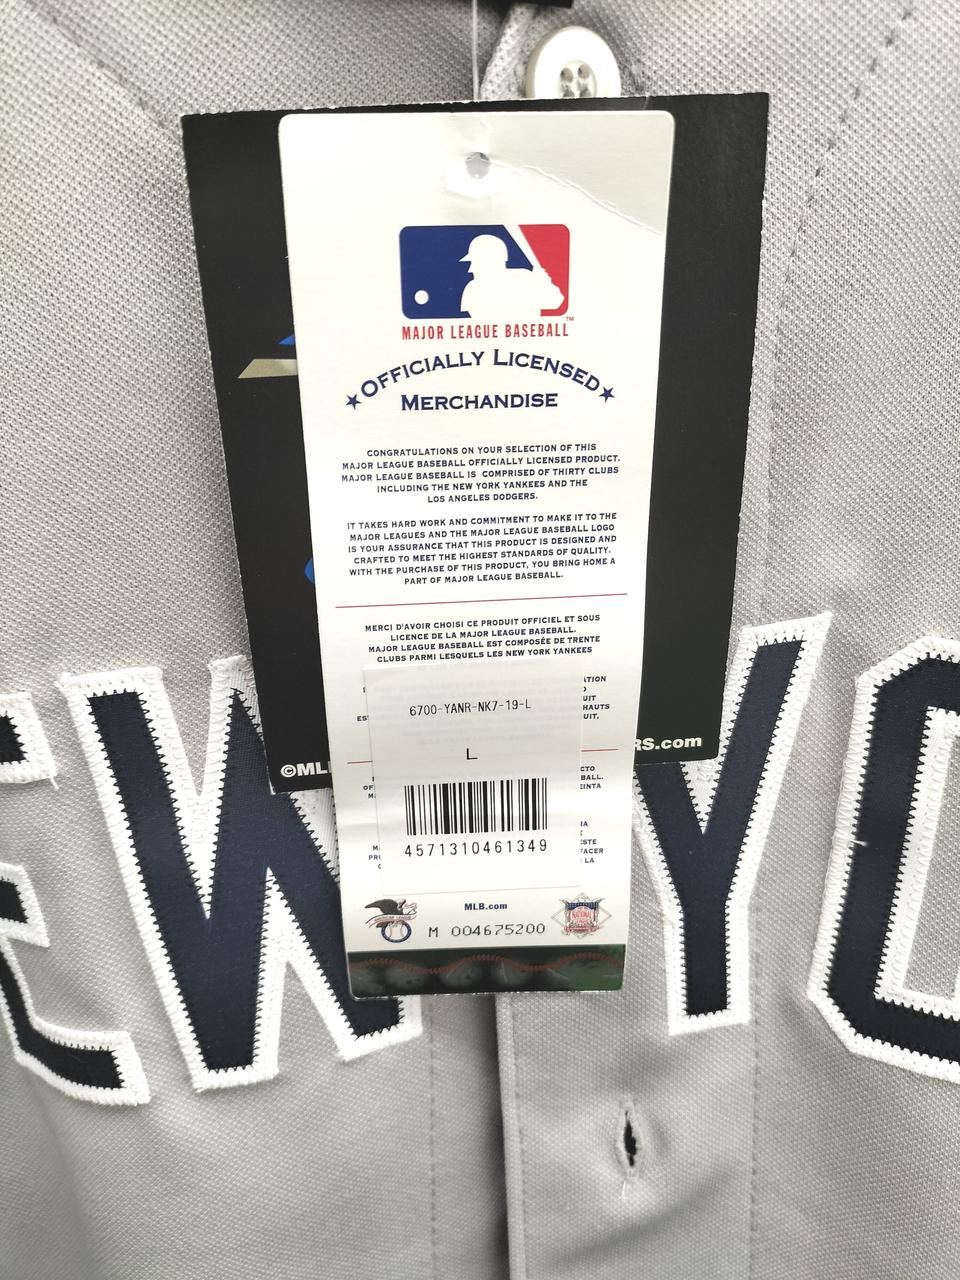 MAJOR LEAGUE BASEBALL™
OFFICIALLY LICENSED
MERCHANDISE
CONGRATULATIONS ON YOUR SELECTION OF THIS
MAJOR LEAGUE BASEBALL OFFICIALLY LICENSED PRODUCT.
MAJOR LEAGUE BASEBALL IS COMPRISED OF THIRTY CLUBS
INCLUDING THE NEW YORK YANKEES AND THE
LOS ANGELES DODGERS.
IT TAKES HARD WORK AND COMMITMENT TO MAKE IT TO THE
MAJOR LEAGUES AND THE MAJOR LEAGUE BASEBALL LOGO
IS YOUR ASSURANCE THAT THIS PRODUCT IS DESIGNED AND
CRAFTED TO MEET THE HIGHEST STANDARDS OF QUALITY.
WITH THE PURCHASE OF THIS PRODUCT, YOU BRING HOME A
PART OF MAJOR LEAGUE BASEBALL.
MERCI D'AVOIR CHOISI CE PRODUIT OFFICIEL ET SOUS
LICENCE DE LA MAJOR LEAGUE BASEBALL.
MAJOR LEAGUE BASEBALL EST COMPOSÉE DE TRENTE
CLUBS PARMI LESQUELS LES NEW YORK YANKEES
6700-YANR-NK7-19-L
L
4571310461349
MLB.com
M 004675200
©ML
RS.com
EW YO